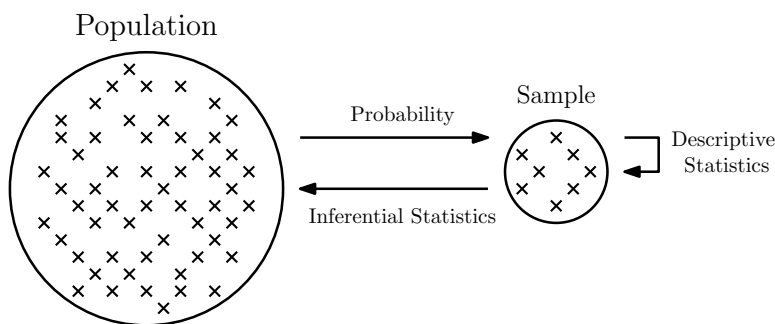 Population
Probability
Sample
Descriptive
Statistics
Inferential Statistics